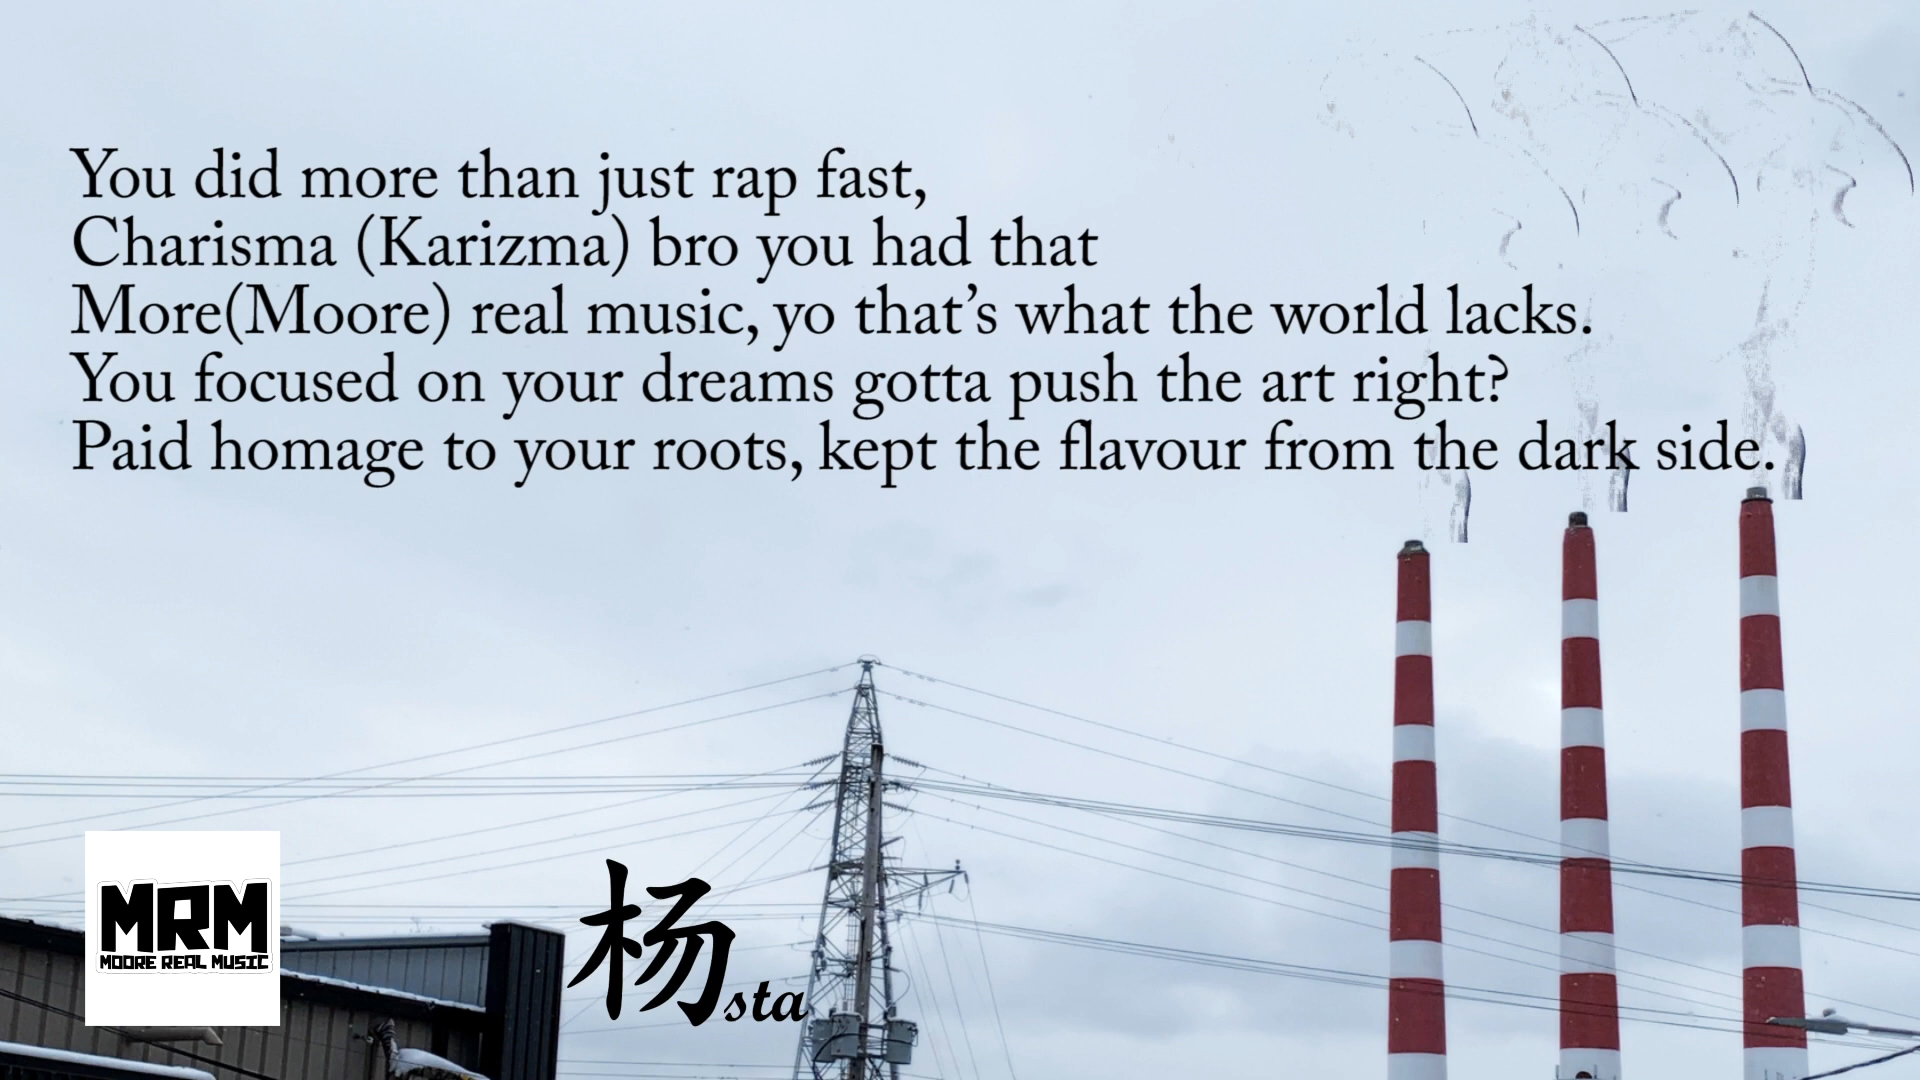 You did more than just rap fast,
Charisma (Karizma) bro you had that
More(Moore) real music, yo that’s what the world lacks.
You focused on your dreams gotta push the art right?
Paid homage to your roots, kept the flavour from the dark side.
MRM
MOORE REAL MUSIC
杨sta